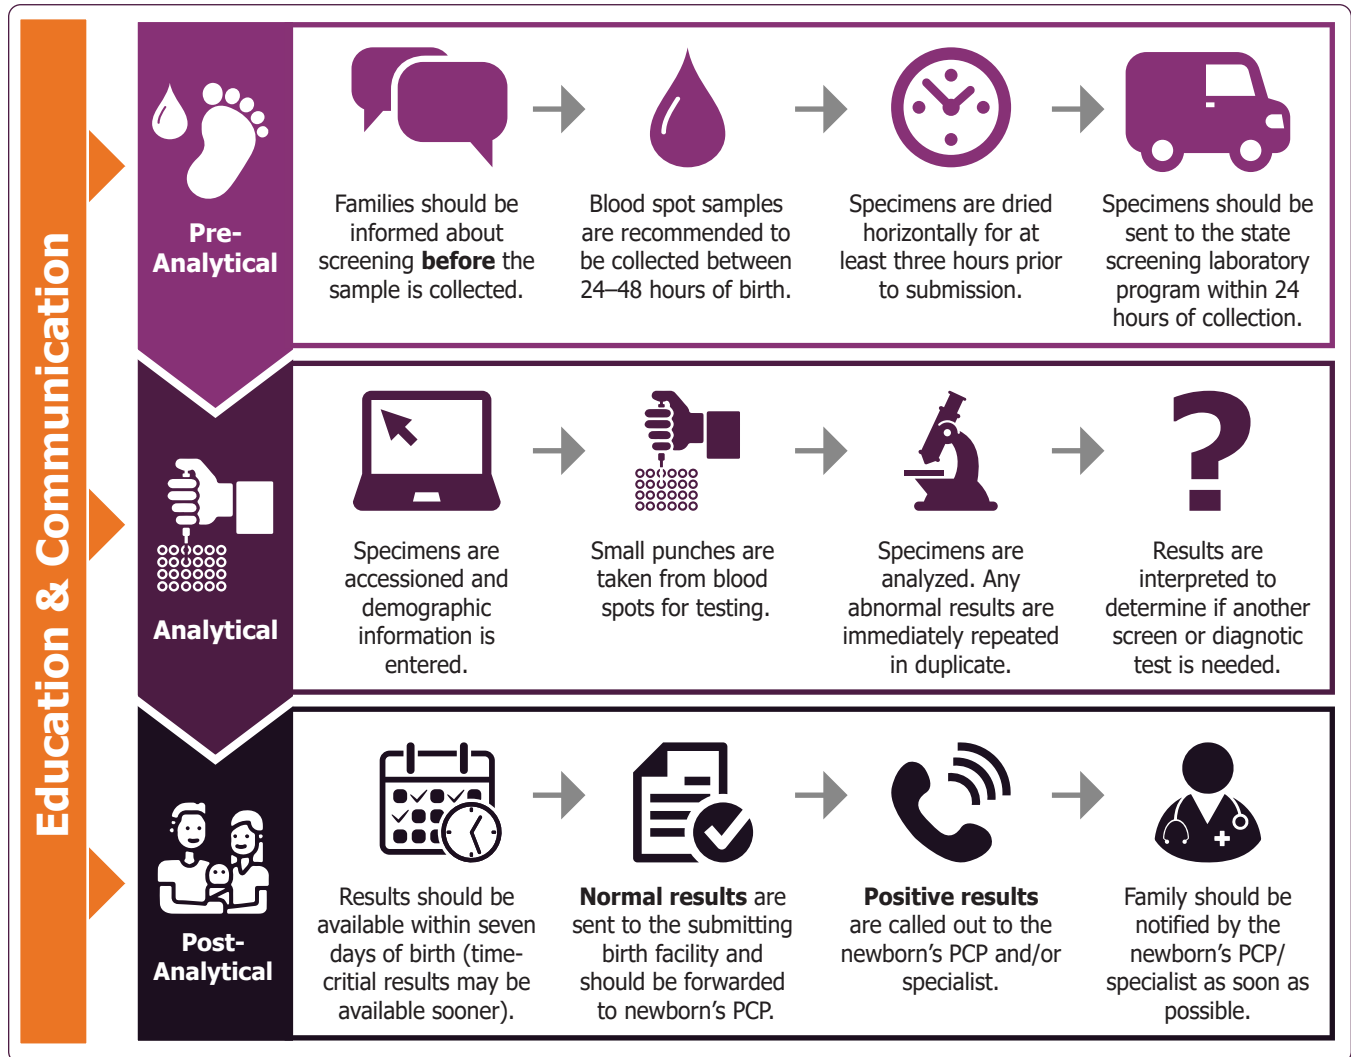 Education & Communication
Pre-
Analytical
Families should be
informed about
screening before the
sample is collected.
Blood spot samples
are recommended to
be collected between
24–48 hours of birth.
Specimens are dried
horizontally for at
least three hours prior
to submission.
Specimens should be
sent to the state
screening laboratory
program within 24
hours of collection.
Analytical
Specimens are
accessioned and
demographic
information is
entered.
Small punches are
taken from blood
spots for testing.
Specimens are
analyzed. Any
abnormal results are
immediately repeated
in duplicate.
Results are
interpreted to
determine if another
screen or diagnotic
test is needed.
Post-
Analytical
Results should be
available within seven
days of birth (time-
critial results may be
available sooner).
Normal results are
sent to the submitting
birth facility and
should be forwarded
to newborn’s PCP.
Positive results
are called out to the
newborn’s PCP and/or
specialist.
Family should be
notified by the
newborn’s PCP/
specialist as soon as
possible.